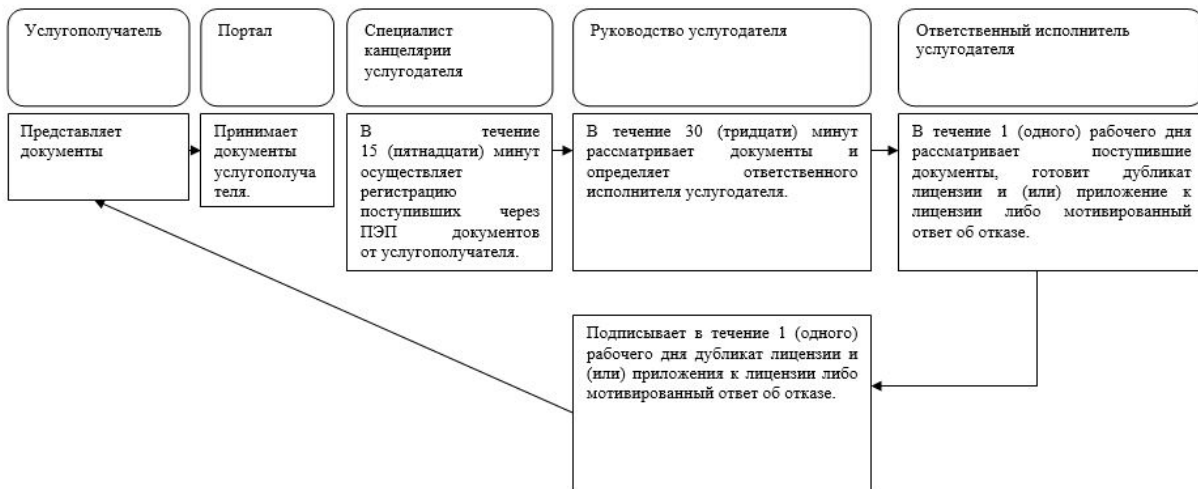 Услугополучатель
Портал
Специалист
канцелярии
услугодателя
Руководство услугодателя
Ответственный исполнитель
услугодателя
Представляет
документы
Принимает
документы
услугополуча
теля.
В течение
15 (пятнадцати) минут
осуществляет
регистрацию
поступивших через
ПЭП документов
от услугополучателя.
В течение 30 (тридцати) минут
рассматривает документы и
определяет ответственного
исполнителя услугодателя.
В течение 1 (одного) рабочего дня
рассматривает поступившие
документы, готовит дубликат
лицензии и (или) приложение к
лицензии либо мотивированный
ответ об отказе.
Подписывает в течение 1 (одного)
рабочего дня дубликат лицензии и
(или) приложения к лицензии либо
мотивированный ответ об отказе.